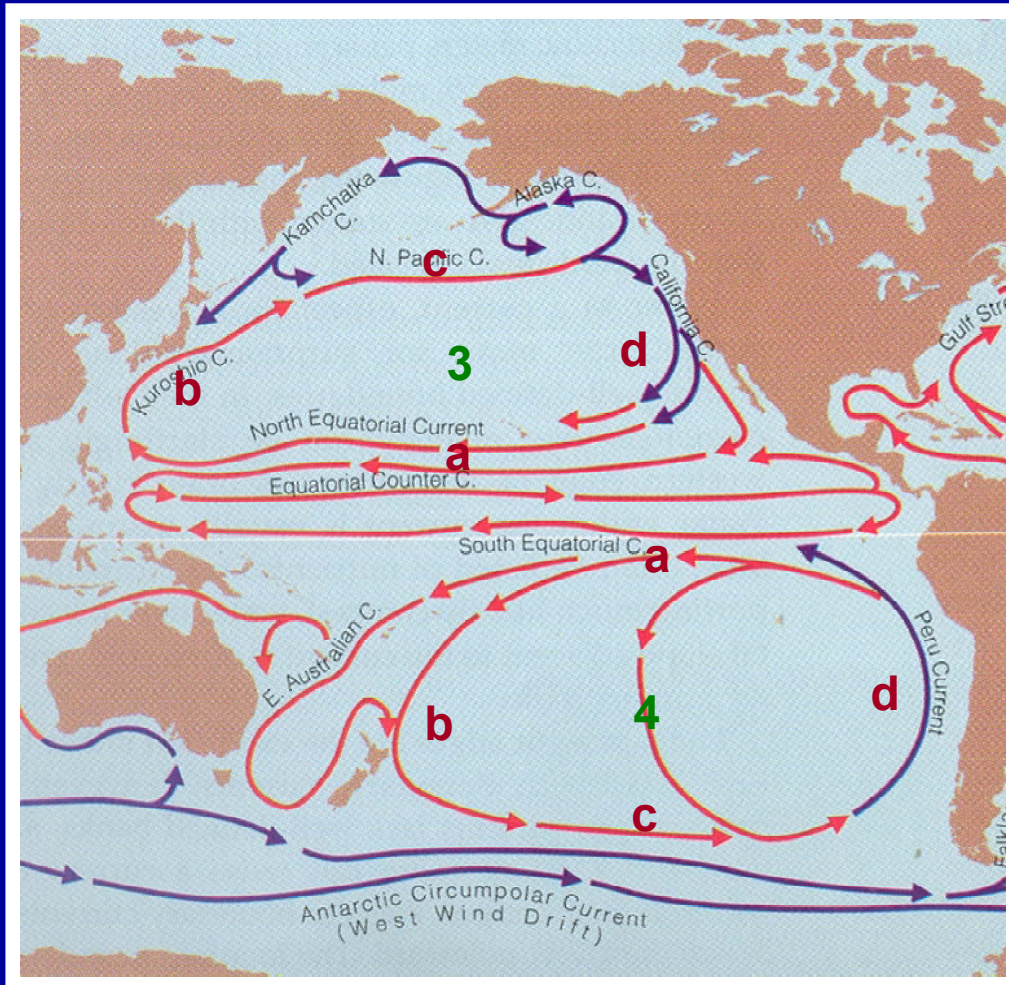 Kamchatka
C.
Alaska C.
N. Pacific C.
c
California C.
Gulf Stre
3
d
Kuroshio C.
b
North Equatorial Current
a
Equatorial Counter C.
South Equatorial C.
a
E. Australian C.
Peru Current
b
4
d
c
Falkl
Antarctic Circumpolar Current
(West Wind Drift)